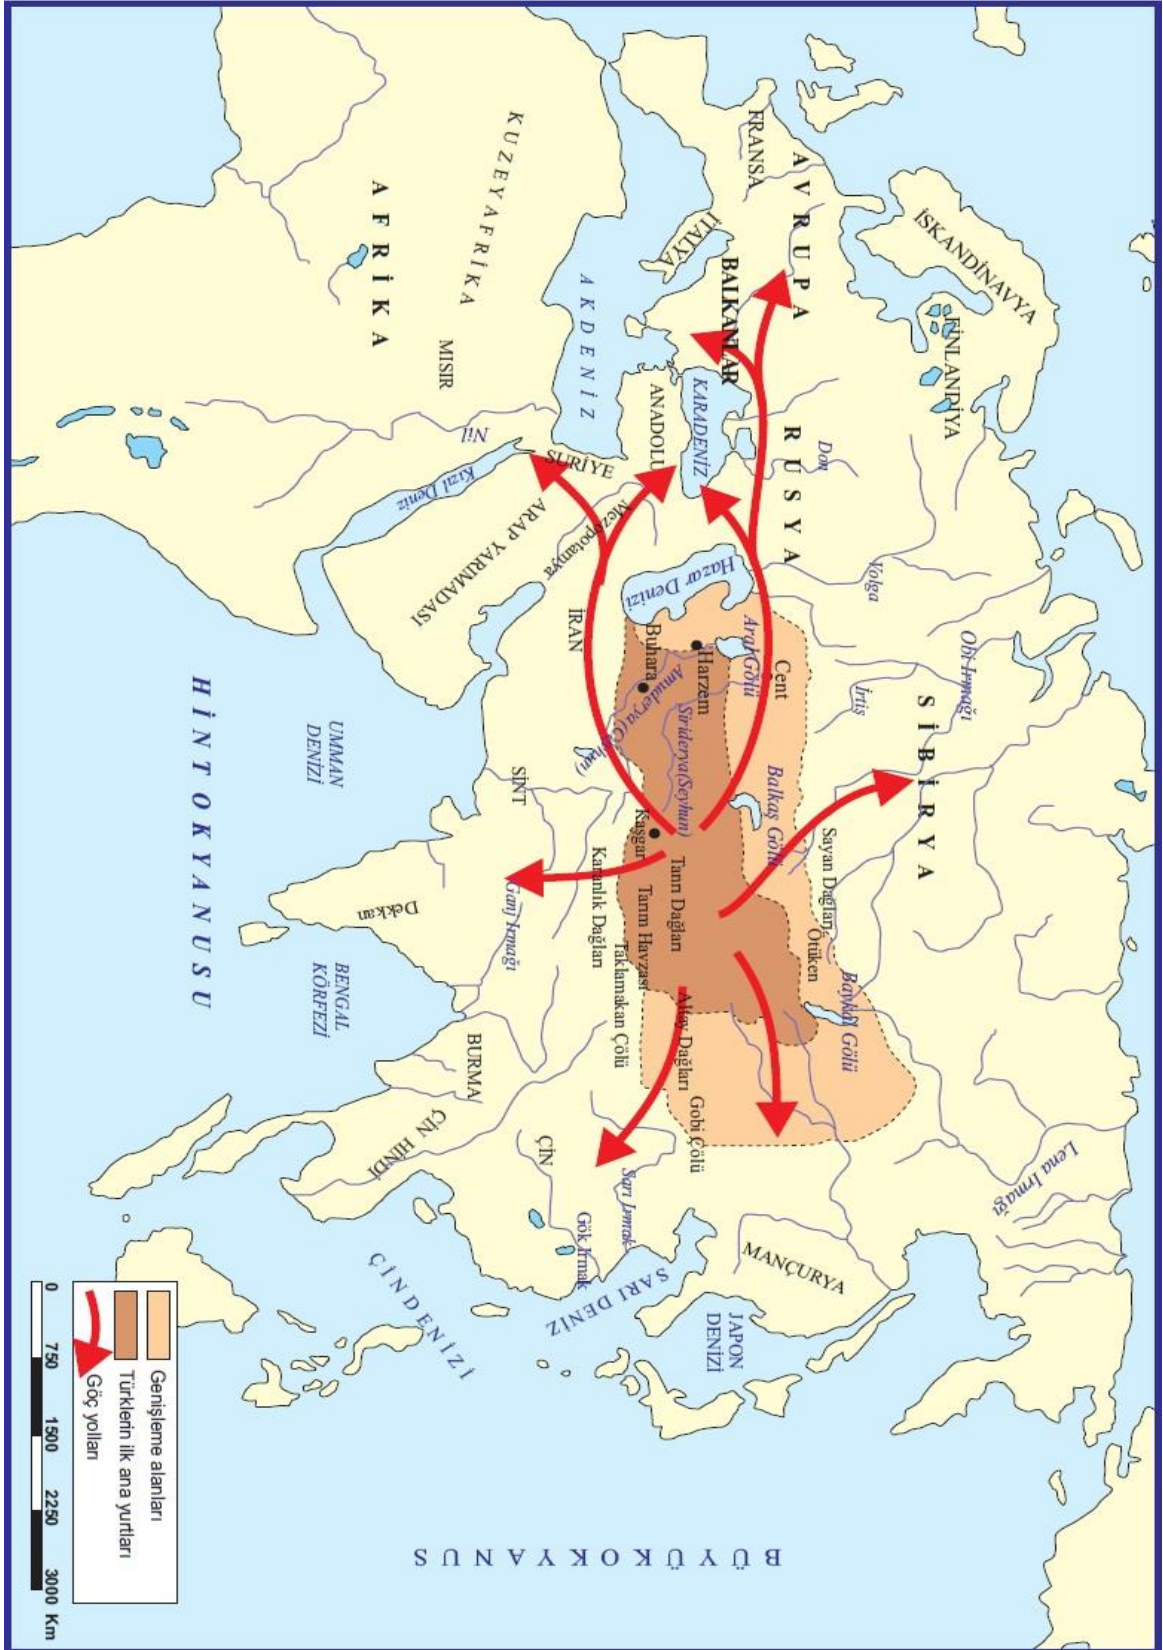 İSKANDİNAVYA
FİNLANDİYA
AVRUPA
FRANSA
İTALYA
BALKANLAR
RUSYA
Don
Volga
Obi Irmağı
İrtiş
SİBİRYA
Lena Irmağı
KUZEY AFRİKA
AFRİKA
MISIR
Nil
AKDENİZ
KARADENİZ
ANADOLU
SURİYE
Mezopotamya
Kızıl Deniz
ARAP YARIMADASI
İRAN
Hazar Denizi
Aral Gölü
Cent
Harzem
Buhara
Amuderya(Ceyhun)
Siriderya(Seyhun)
Balkaş Gölü
Kaşgar
Tanrı Dağları
Tarım Havzası
Taklamakan Çölü
Karanlık Dağları
Sayan Dağları
Ötüken
Baykal Gölü
Altay Dağları
Gobi Çölü
SİNT
Ganj Irmağı
Dekkan
UMMAN
DENİZİ
BENGAL
KÖRFEZİ
HİNT OKYANUSU
BURMA
ÇİN HİNDİ
ÇİN
Sarı Irmak
Gök Irmak
MANÇURYA
SARI DENİZ
JAPON
DENİZİ
ÇİN DENİZİ
BÜYÜK OKYANUS
Genişleme alanları
Türklerin ilk ana yurtları
Göç yolları
0 750 1500 2250 3000 Km